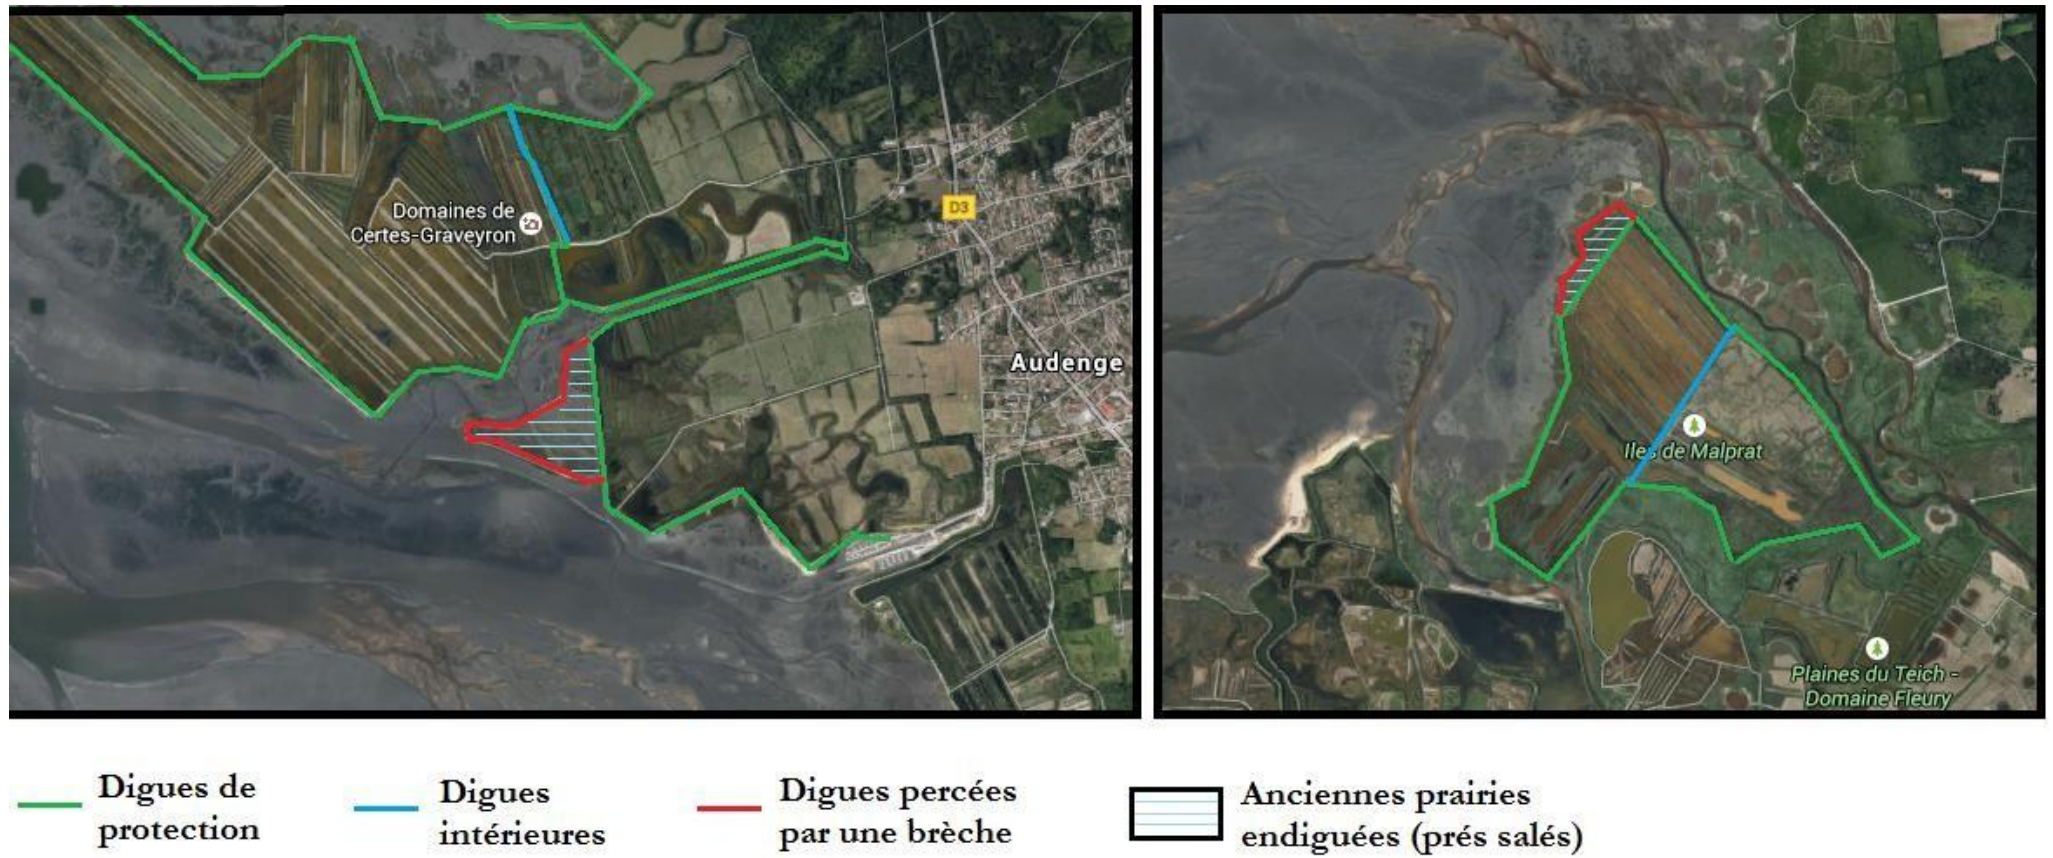 Domaines de
Certes-Graveyron
D3
Audenge
Iles de Malprat
Plaines du Teich -
Domaine Fleury
Digues de
protection
Digues
intérieures
Digues percées
par une brèche
Anciennes prairies
endiguées (prés salés)